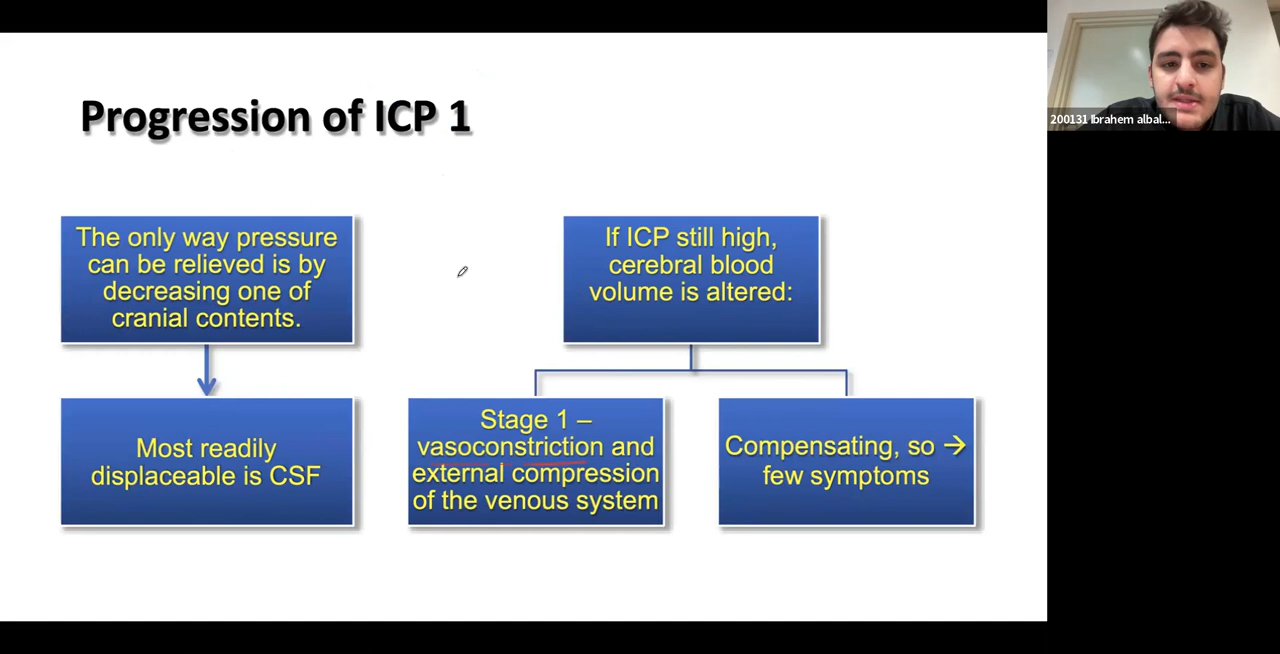 Progression of ICP 1
The only way pressure
can be relieved is by
decreasing one of
cranial contents.
Most readily
displaceable is CSF
If ICP still high,
cerebral blood
volume is altered:
Stage 1 –
vasoconstriction and
external compression
of the venous system
Compensating, so →
few symptoms
200131 Ibrahem albal...